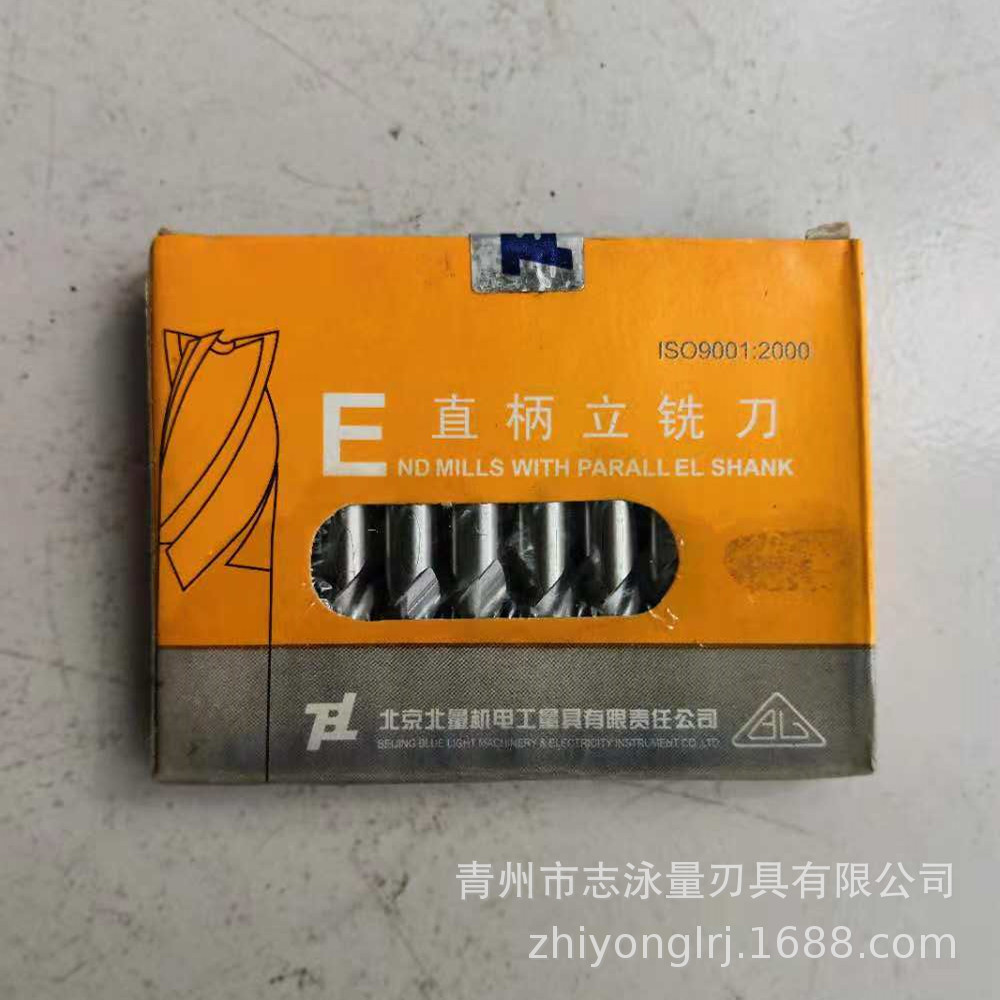 ISO9001:2000
直柄立铣刀
END MILLS WITH PARALL EL SHANK
北京北量机电工量具有限责任公司
BEIJING BLUE LIGHT MACHINERY & ELECTRICITY INSTRUMENT CO.,LTD.
BLG
青州市志泳量刃具有限公司
zhiyonglrj.1688.com